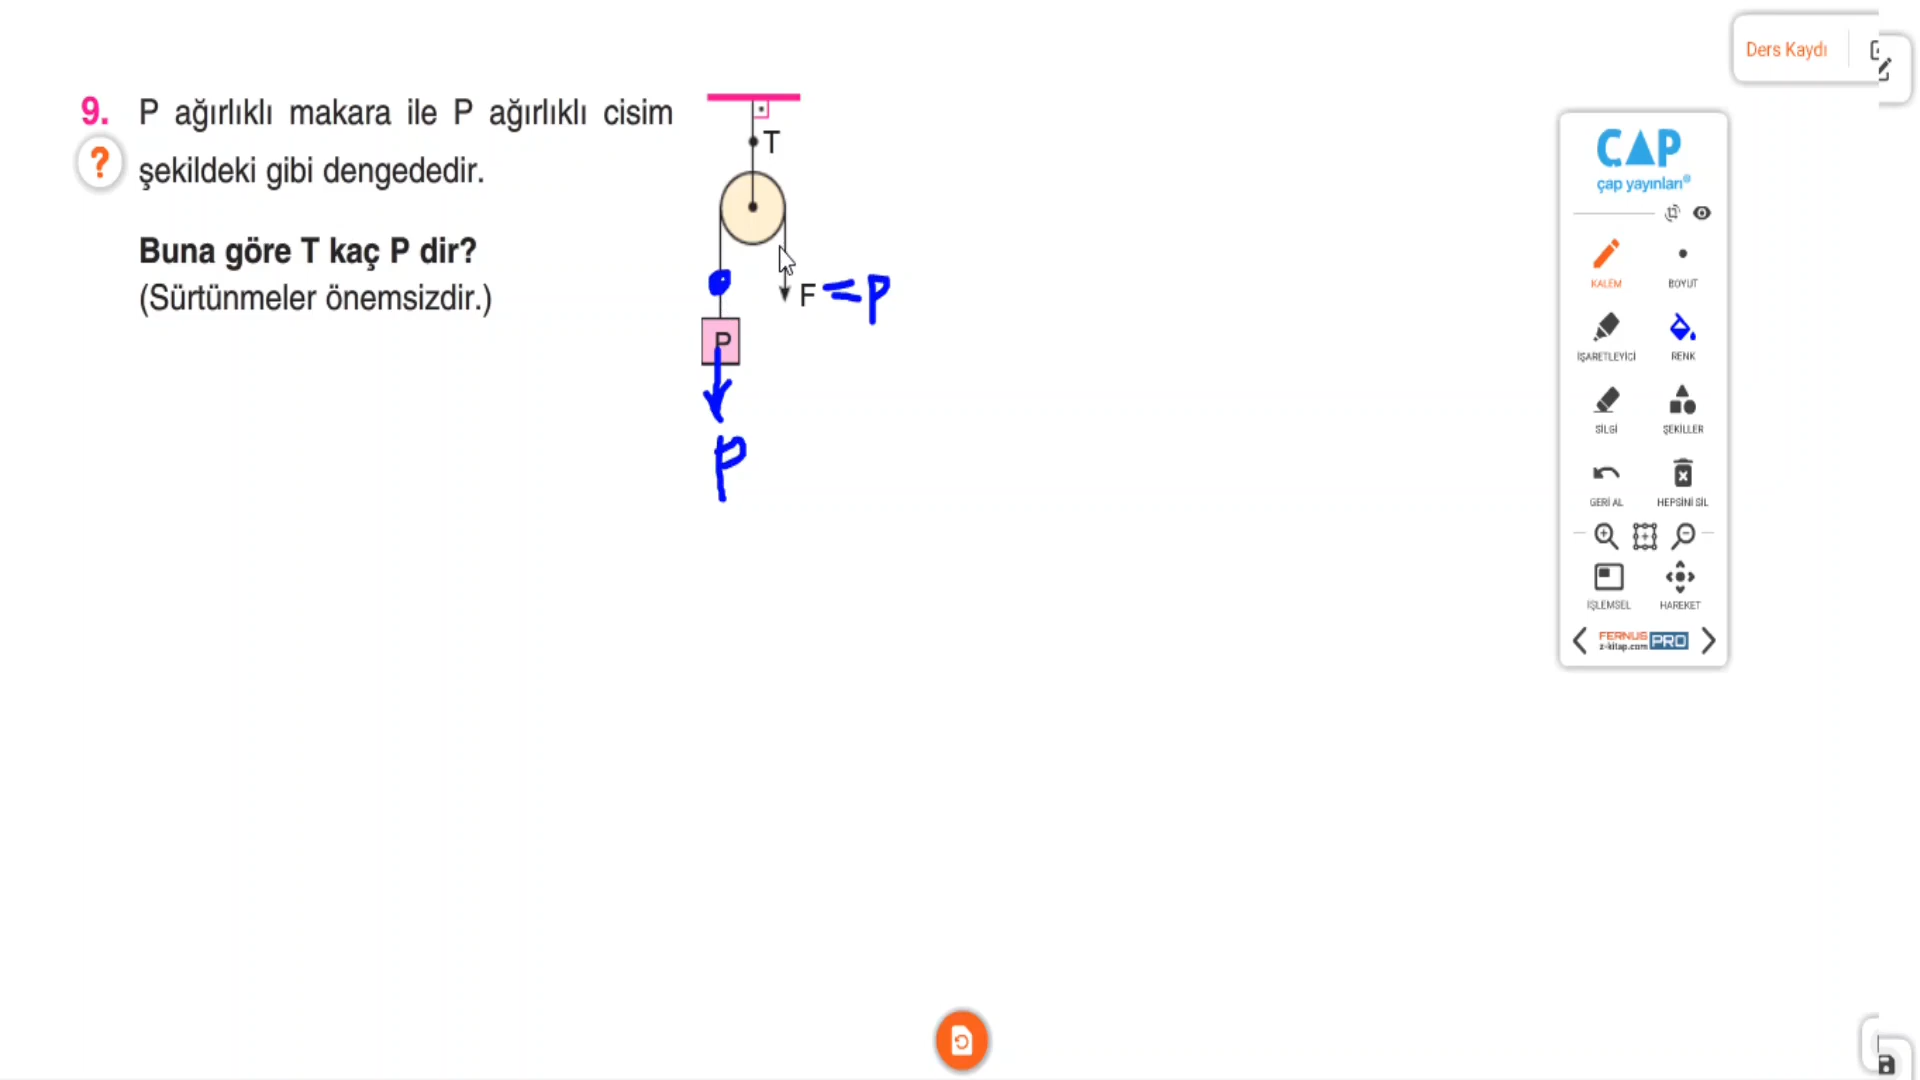 Ders Kaydı
9. P ağırlıklı makara ile P ağırlıklı cisim
? şekildeki gibi dengededir.
Buna göre T kaç P dir?
(Sürtünmeler önemsizdir.)
T
F = P
P
P
ÇAP
çap yayınları®
KALEM BOYUT
İŞARETLEYİCİ RENK
SİLGİ ŞEKİLLER
GERİ AL HEPSİNİ SİL
İŞLEMSEL HAREKET
FERNUS PRO
z-kitap.com